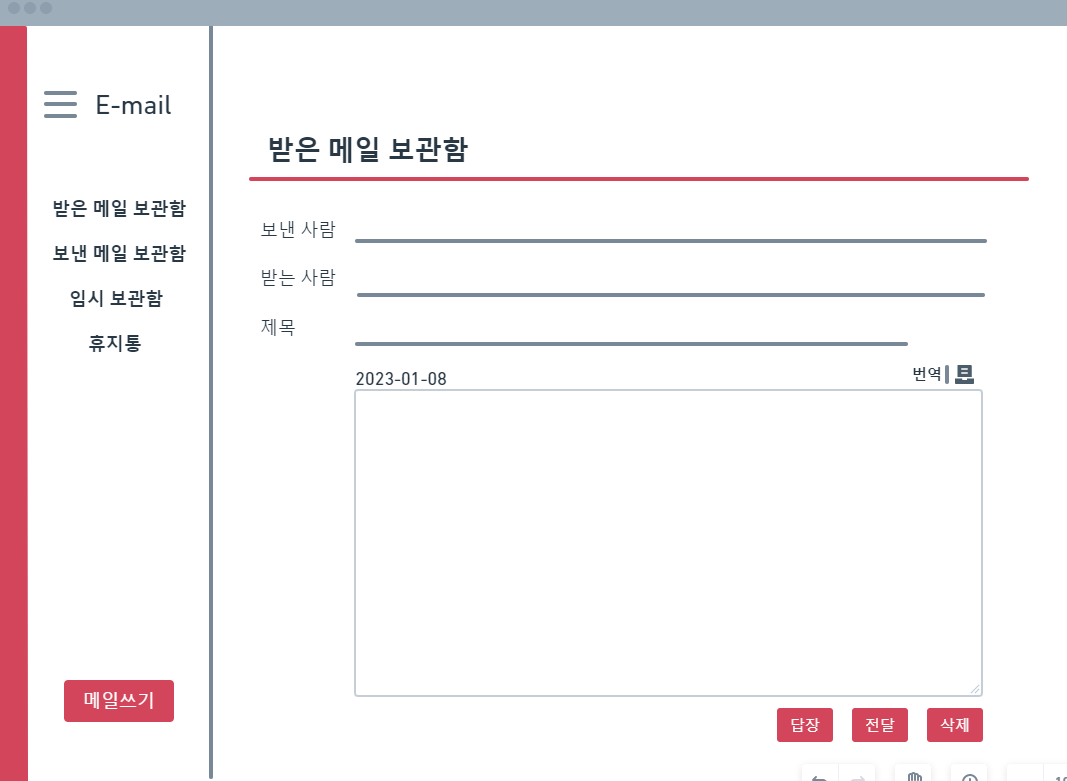 E-mail
받은 메일 보관함
보낸 메일 보관함
임시 보관함
휴지통
메일쓰기
받은 메일 보관함
보낸 사람
받는 사람
제목
2023-01-08
번역
답장
전달
삭제